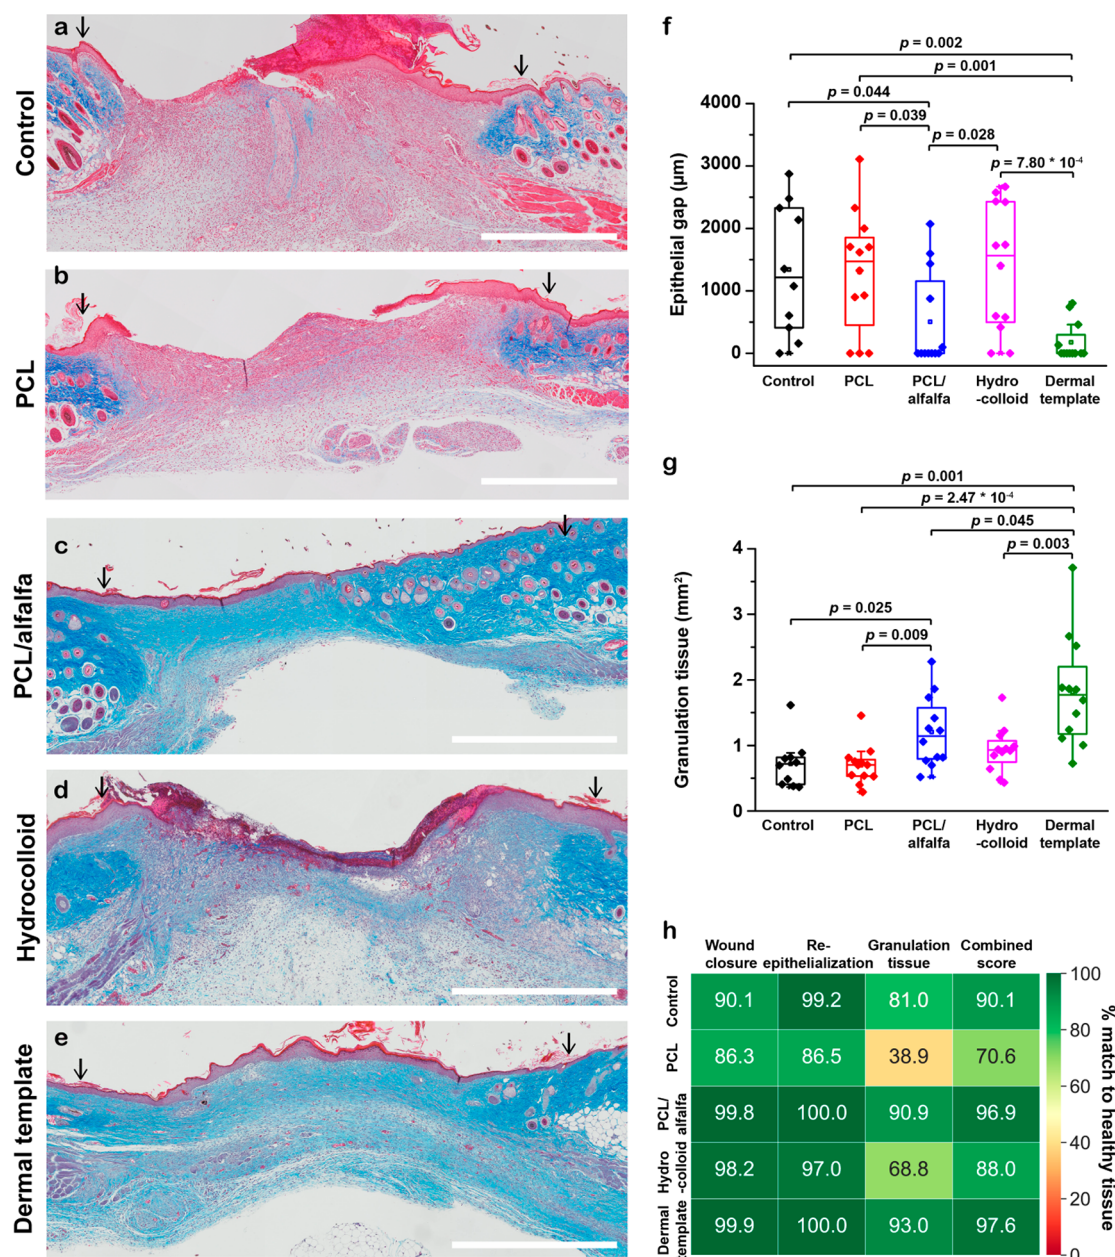 a
Control
b
PCL
c
PCL/alfalfa
d
Hydrocolloid
e
Dermal template
f
p = 0.002
p = 0.001
p = 0.044
p = 0.039
p = 0.028
p = 7.80 * 10⁻⁴
Epithelial gap (μm)
4000
3000
2000
1000
0
Control
PCL
PCL/
alfalfa
Hydro
-colloid
Dermal
template
g
p = 0.001
p = 2.47 * 10⁻⁴
p = 0.045
p = 0.003
p = 0.025
p = 0.009
Granulation tissue (mm²)
4
3
2
1
0
Control
PCL
PCL/
alfalfa
Hydro
-colloid
Dermal
template
h
Wound
closure
Re-
epithelialization
Granulation
tissue
Combined
score
Control
90.1 99.2 81.0 90.1
PCL
86.3 86.5 38.9 70.6
PCL/
alfalfa
99.8 100.0 90.9 96.9
Hydro
-colloid
98.2 97.0 68.8 88.0
Dermal
template
99.9 100.0 93.0 97.6
100
80
60
40
20
0
% match to healthy tissue